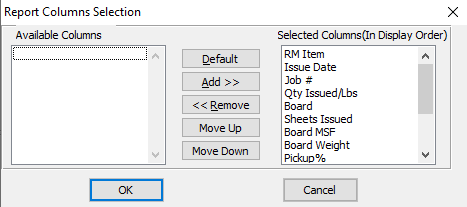 Report Columns Selection
Available Columns
Selected Columns(In Display Order)
Default
Add >>
<< Remove
Move Up
Move Down
RM Item
Issue Date
Job #
Qty Issued/Lbs
Board
Sheets Issued
Board MSF
Board Weight
Pickup%
OK
Cancel